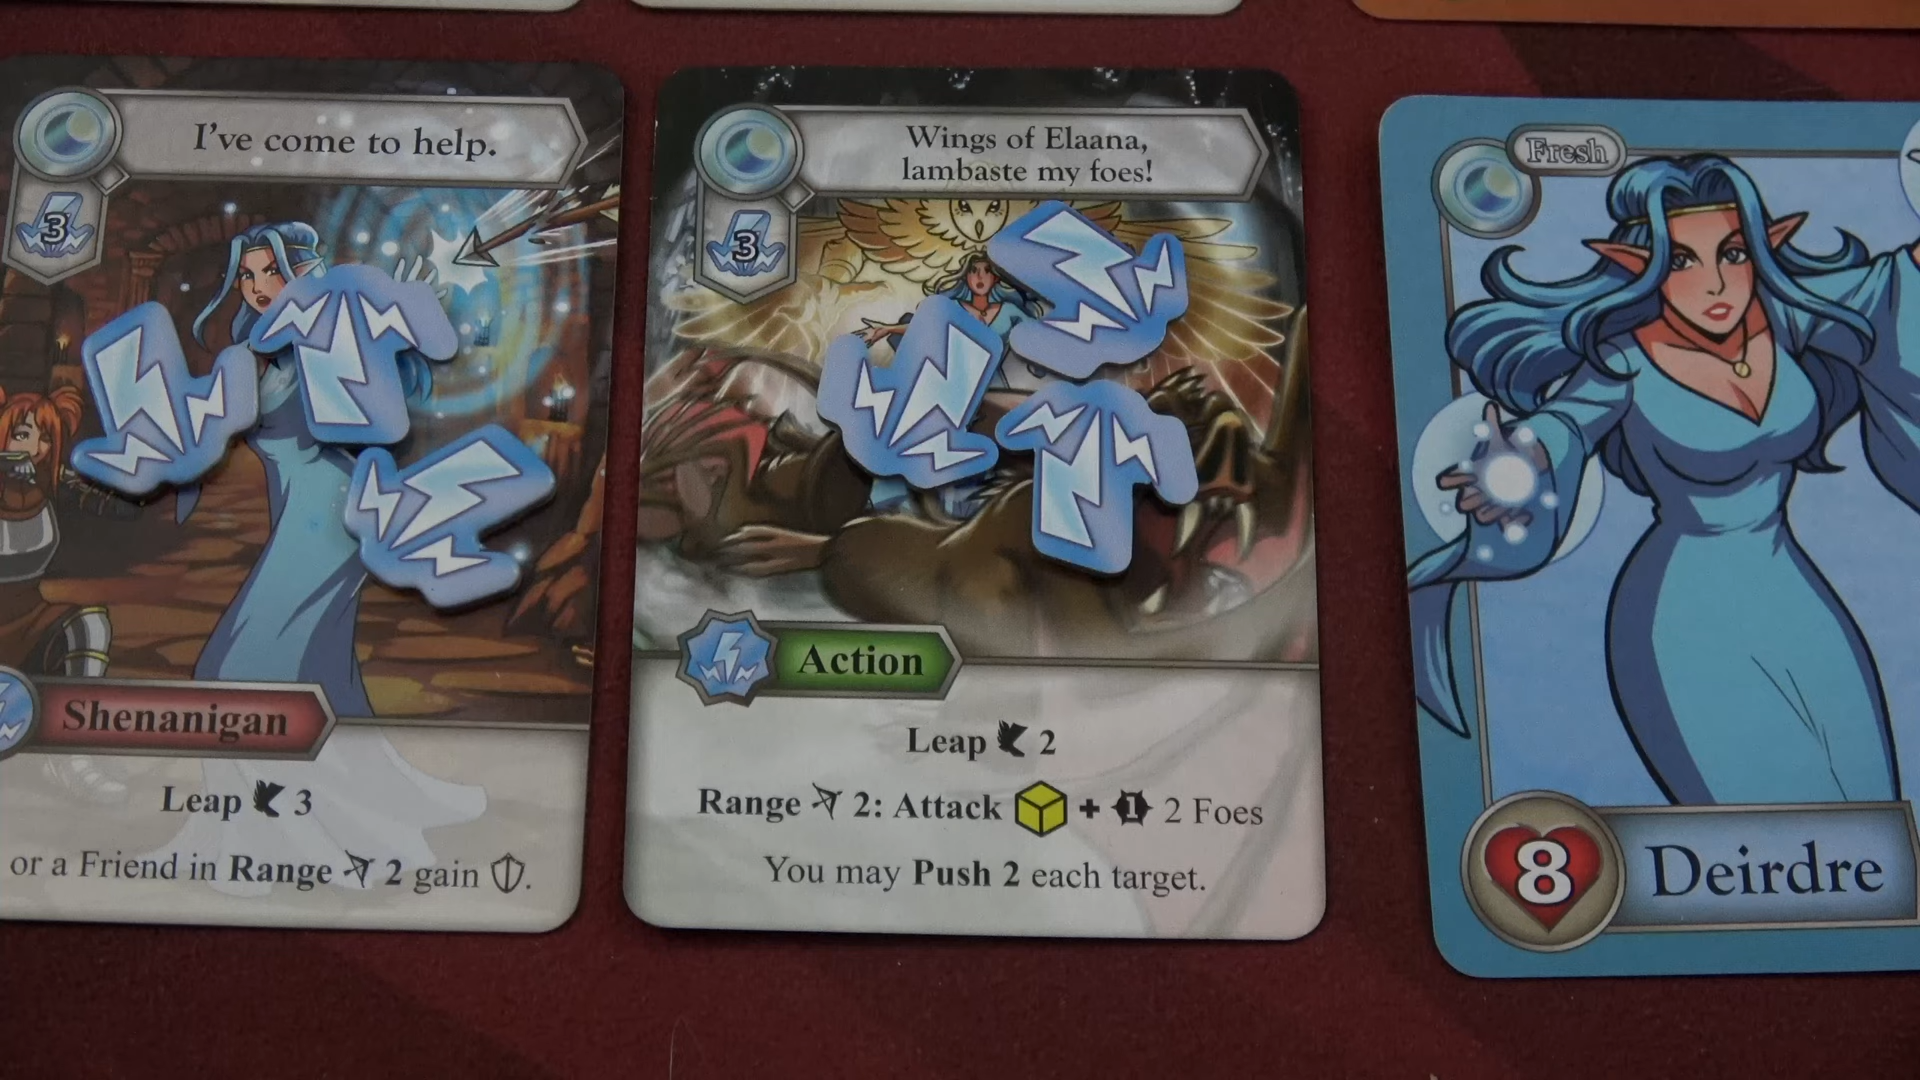 I've come to help.
3
Shenanigan
Leap 3
or a Friend in Range 2 gain .
Wings of Elaana,
lambaste my foes!
3
Action
Leap 2
Range 2: Attack + 1 2 Foes
You may Push 2 each target.
Fresh
8
Deirdre